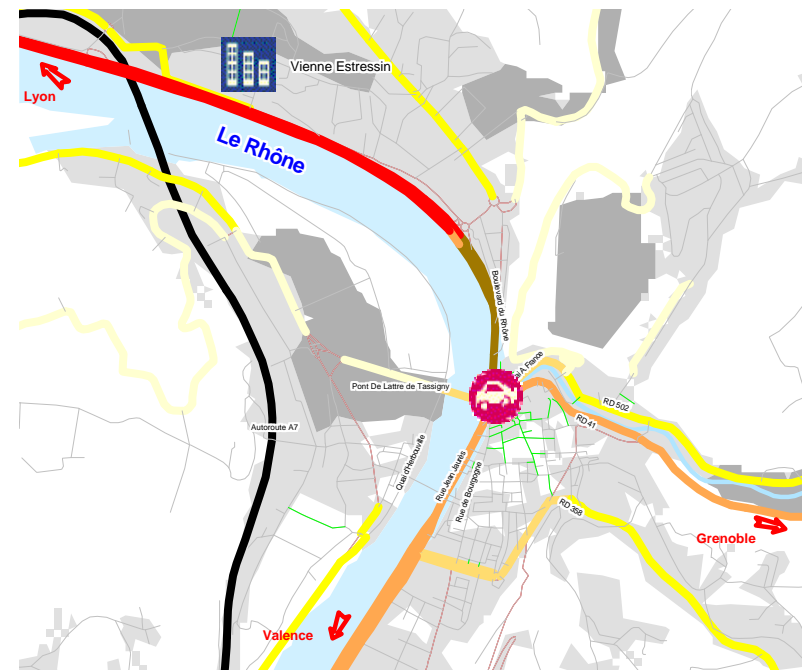 Vienne Estressin
Lyon
Le Rhône
Boulevard du Rhône
A.France
Pont De Lattre de Tassigny
RD 502
RD 41
Autoroute A7
Quai d'Herbouville
Rue Jean Jaurès
Rue de Bourgogne
RD 358
Grenoble
Valence